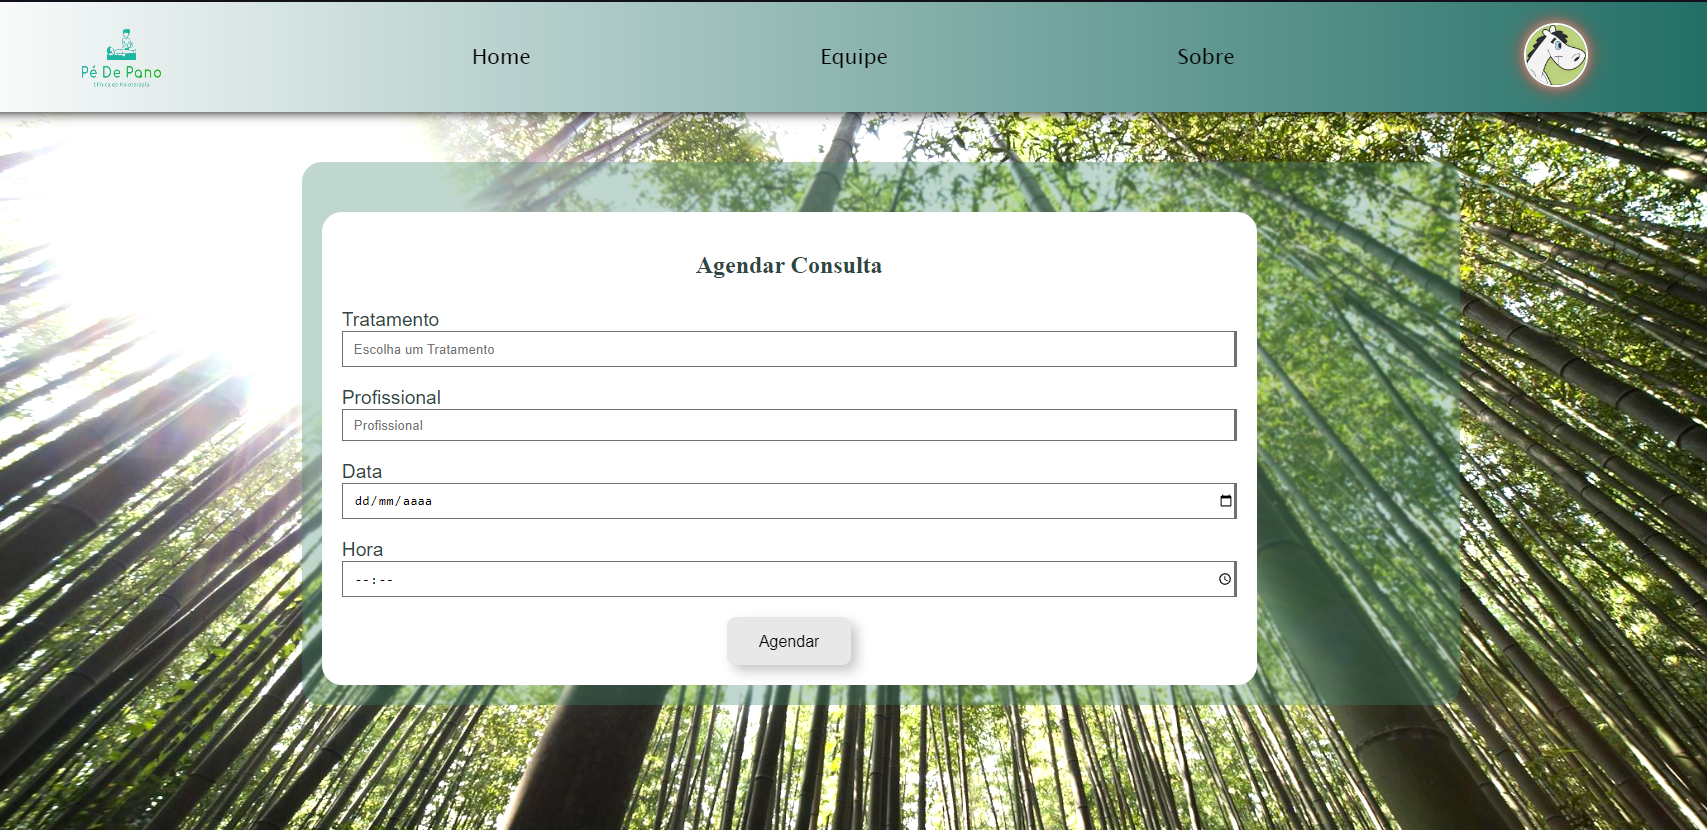 Pé De Pano
Clínica de Fisioterapia
Home
Equipe
Sobre
Agendar Consulta
Tratamento
Escolha um Tratamento
Profissional
Profissional
Data
dd/mm/aaaa
Hora
--:--
Agendar